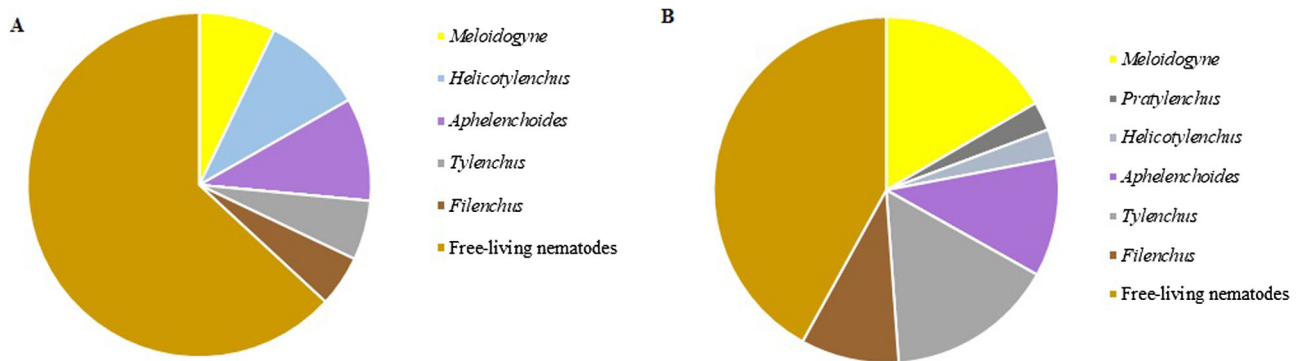 A
Meloidogyne
Helicotylenchus
Aphelenchoides
Tylenchus
Filenchus
Free-living nematodes
B
Meloidogyne
Pratylenchus
Helicotylenchus
Aphelenchoides
Tylenchus
Filenchus
Free-living nematodes